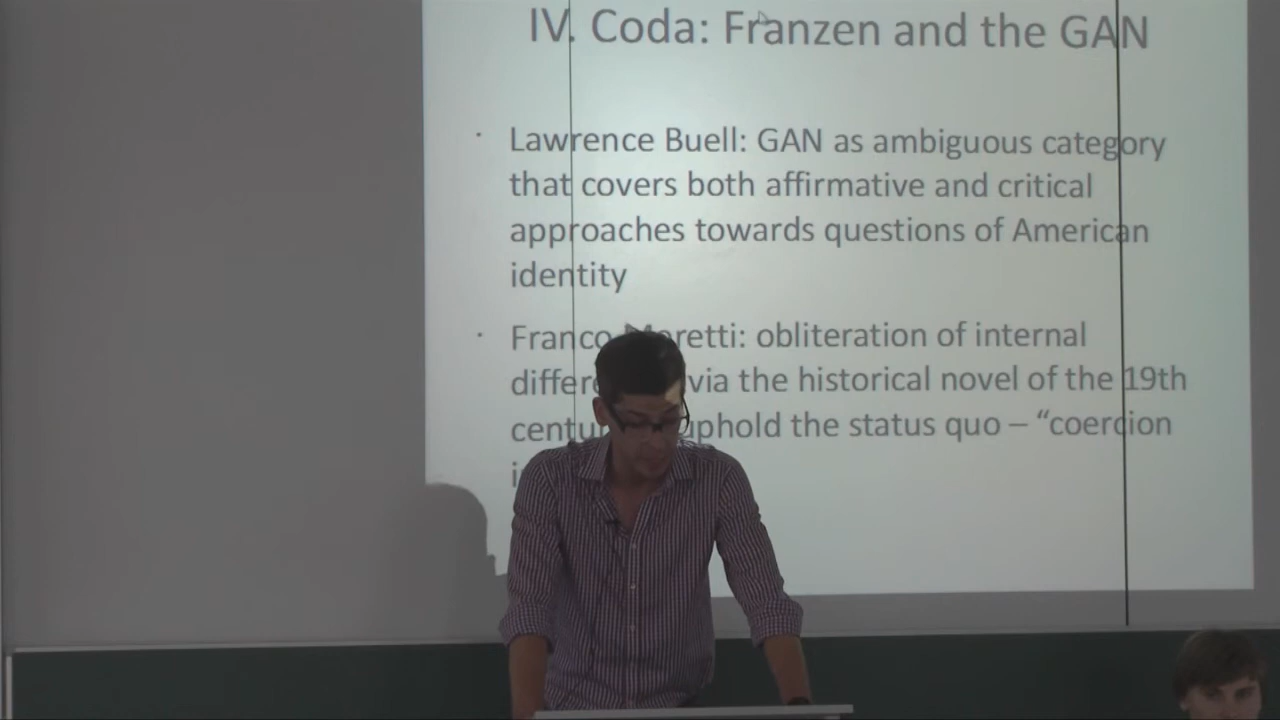 IV. Coda: Franzen and the GAN
· Lawrence Buell: GAN as ambiguous category
that covers both affirmative and critical
approaches towards questions of American
identity
· Franco Moretti: obliteration of internal
via the historical novel of the 19th
uphold the status quo – “coercion